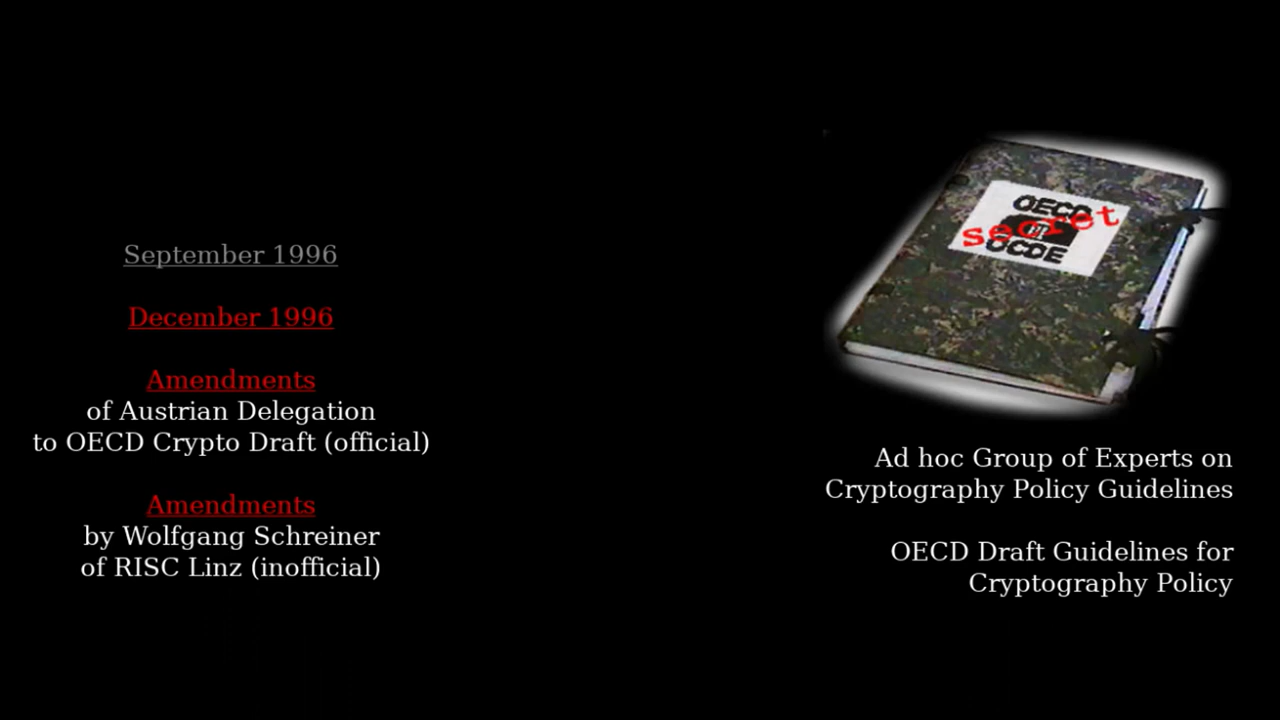 September 1996
December 1996
Amendments
of Austrian Delegation
to OECD Crypto Draft (official)
Amendments
by Wolfgang Schreiner
of RISC Linz (inofficial)
OECD
secret
OCDE
Ad hoc Group of Experts on
Cryptography Policy Guidelines
OECD Draft Guidelines for
Cryptography Policy